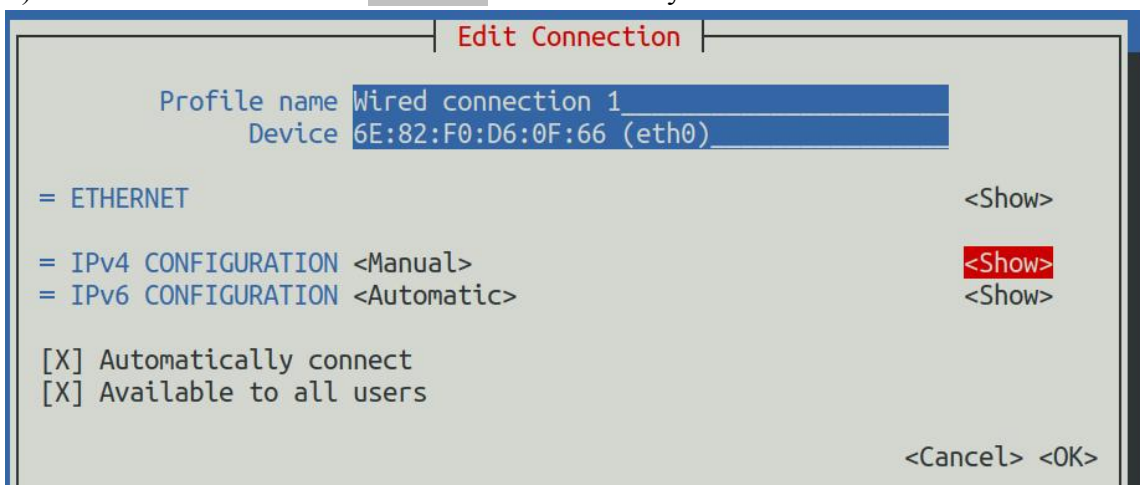 Edit Connection
Profile name Wired connection 1
Device 6E:82:F0:D6:0F:66 (eth0)
= ETHERNET <Show>
= IPv4 CONFIGURATION <Manual> <Show>
= IPv6 CONFIGURATION <Automatic> <Show>
[X] Automatically connect
[X] Available to all users
<Cancel> <OK>